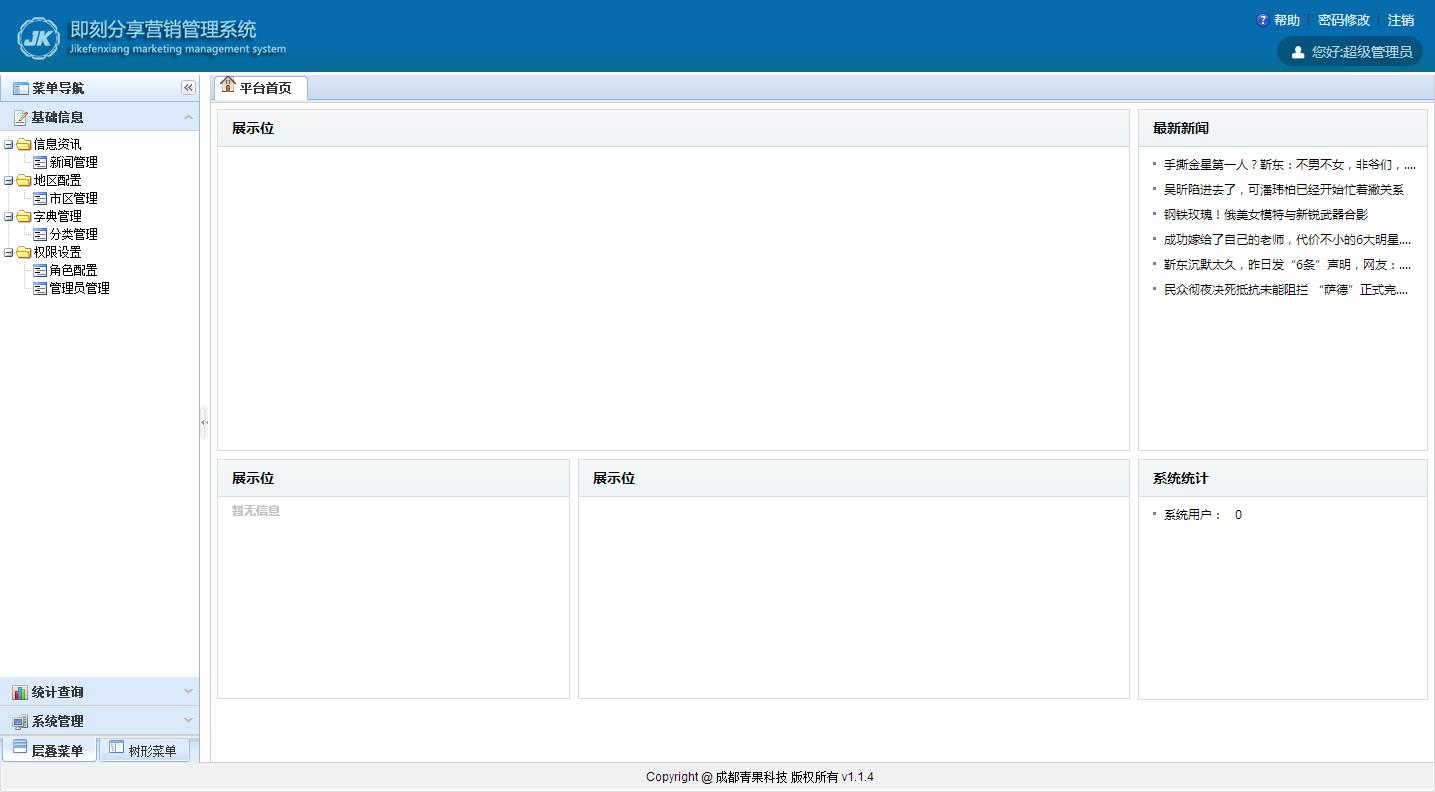 JK
即刻分享营销管理系统
Jikefenxiang marketing management system
帮助 密码修改 注销
您好:超级管理员
菜单导航
基础信息
信息资讯
新闻管理
地区配置
市区管理
字典管理
分类管理
权限设置
角色配置
管理员管理
统计查询
系统管理
层叠菜单 树形菜单
平台首页
展示位
最新新闻
手撕金星第一人？靳东：不男不女，非爷们，....
吴昕陷进去了，可潘玮柏已经开始忙着撇关系
钢铁玫瑰！俄美女模特与新锐武器合影
成功嫁给了自己的老师，代价不小的6大明星....
靳东沉默太久，昨日发“6条”声明，网友：....
民众彻夜决死抵抗未能阻拦 “萨德”正式完....
展示位
暂无信息
展示位
系统统计
系统用户： 0
Copyright @ 成都青果科技 版权所有 v1.1.4